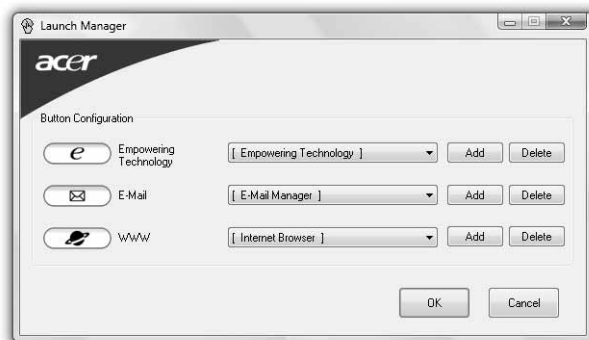 Launch Manager
acer
Button Configuration
e Empowering Technology [ Empowering Technology ] Add Delete
E-Mail [ E-Mail Manager ] Add Delete
WWW [ Internet Browser ] Add Delete
OK Cancel